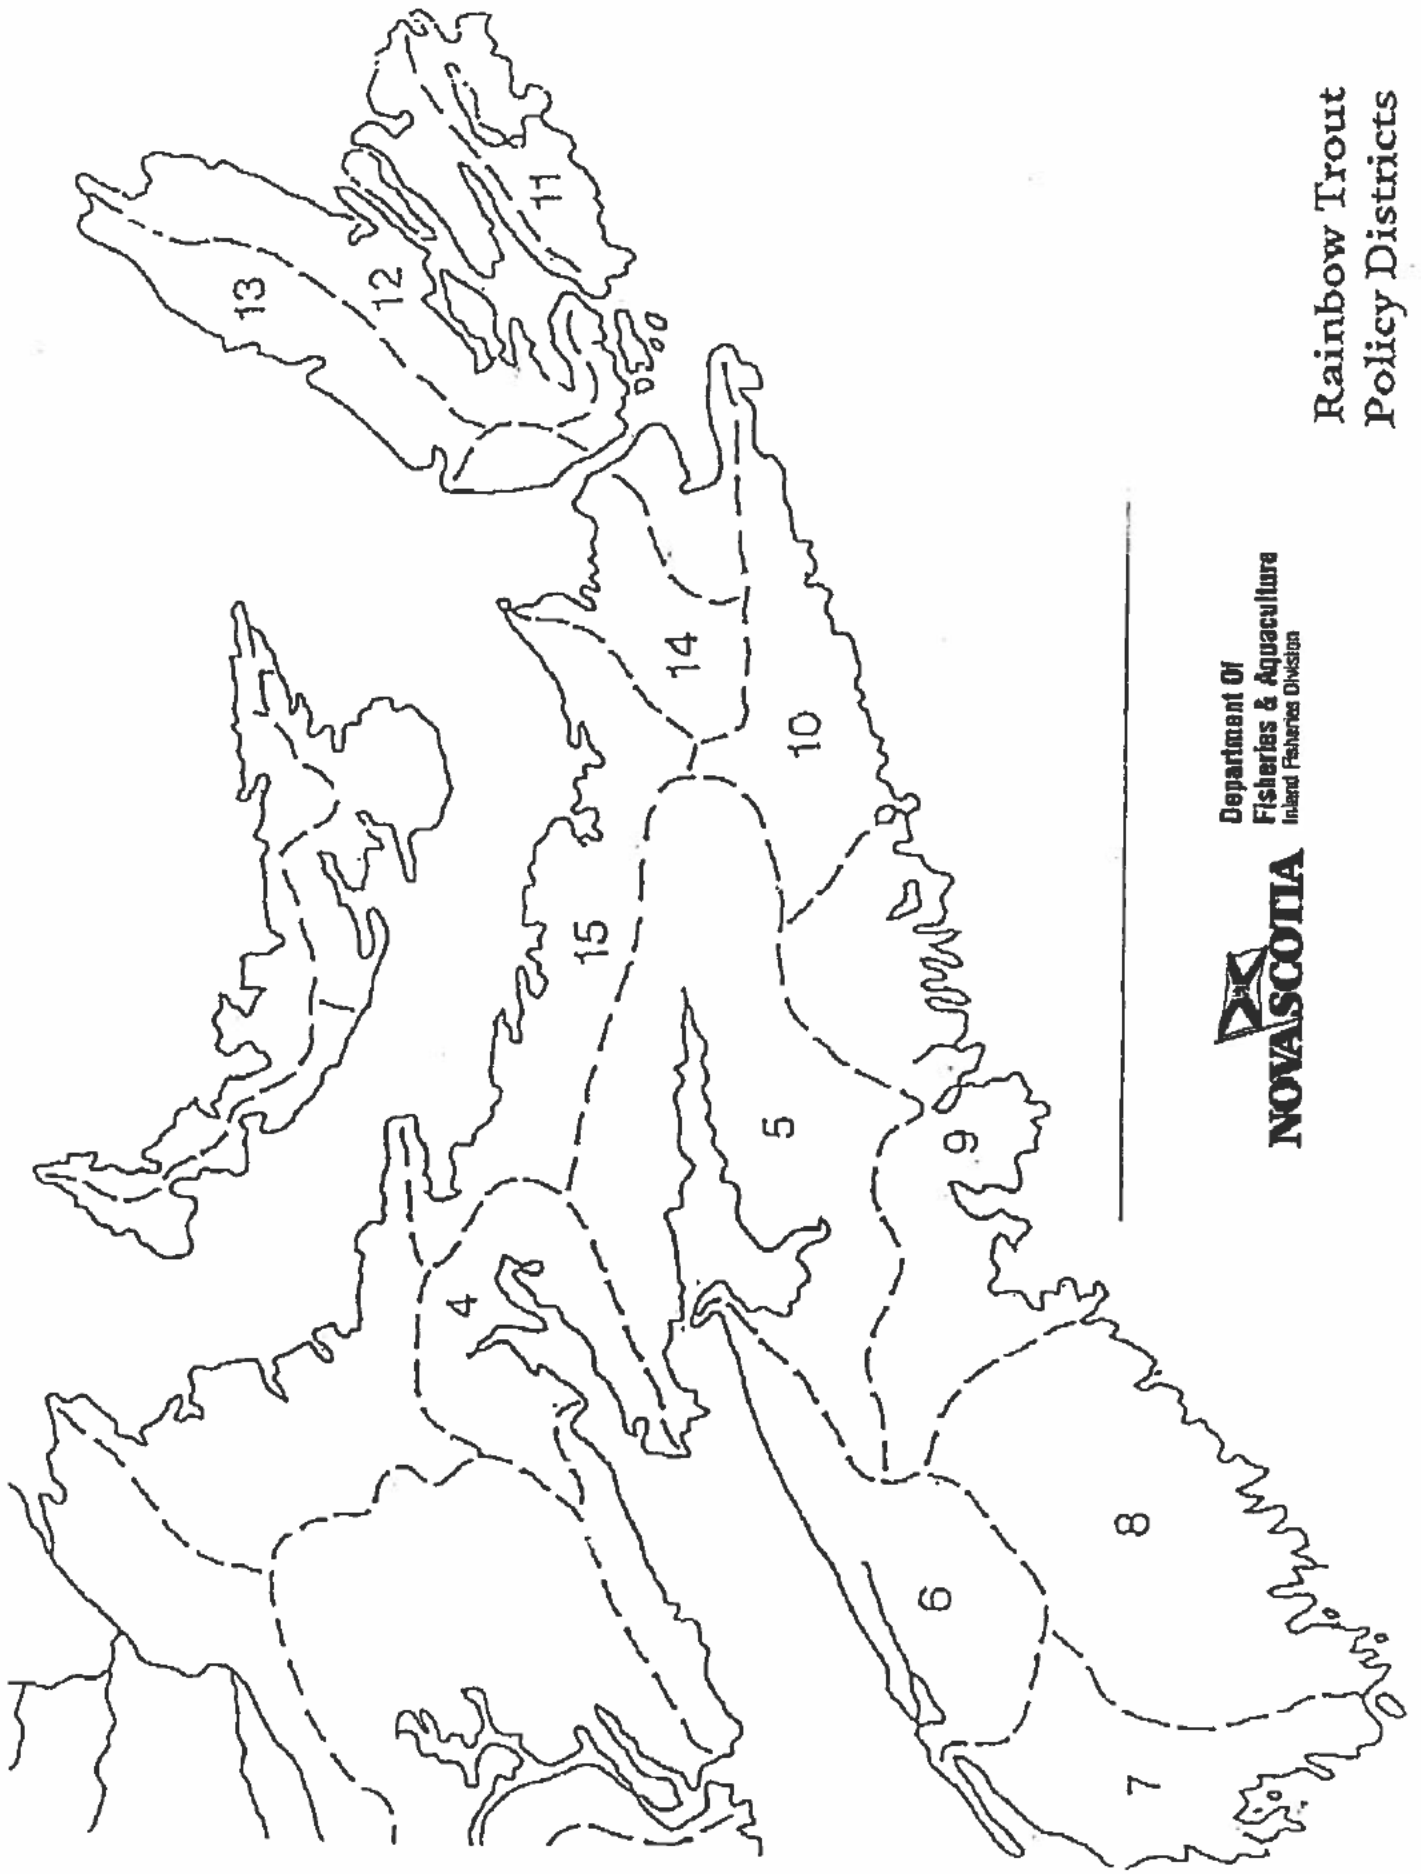 13
12
11
14
10
15
5
4
9
6
8
7
NOVA SCOTIA
Department Of
Fisheries & Aquaculture
Inland Fisheries Division
Rainbow Trout
Policy Districts